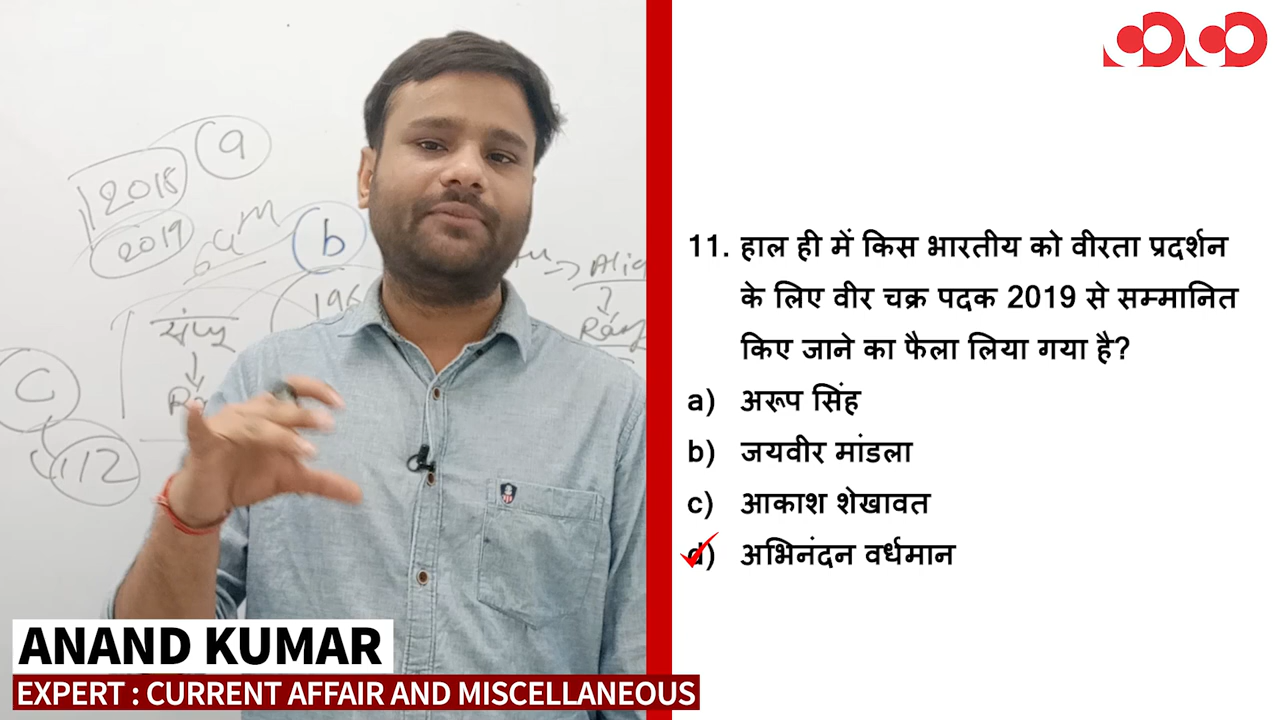 2018
a
2019
b
196
C
112
11. हाल ही में किस भारतीय को वीरता प्रदर्शन
के लिए वीर चक्र पदक 2019 से सम्मानित
किए जाने का फैला लिया गया है?
a) अरूप सिंह
b) जयवीर मांडला
c) आकाश शेखावत
d) अभिनंदन वर्धमान
ANAND KUMAR
EXPERT : CURRENT AFFAIR AND MISCELLANEOUS